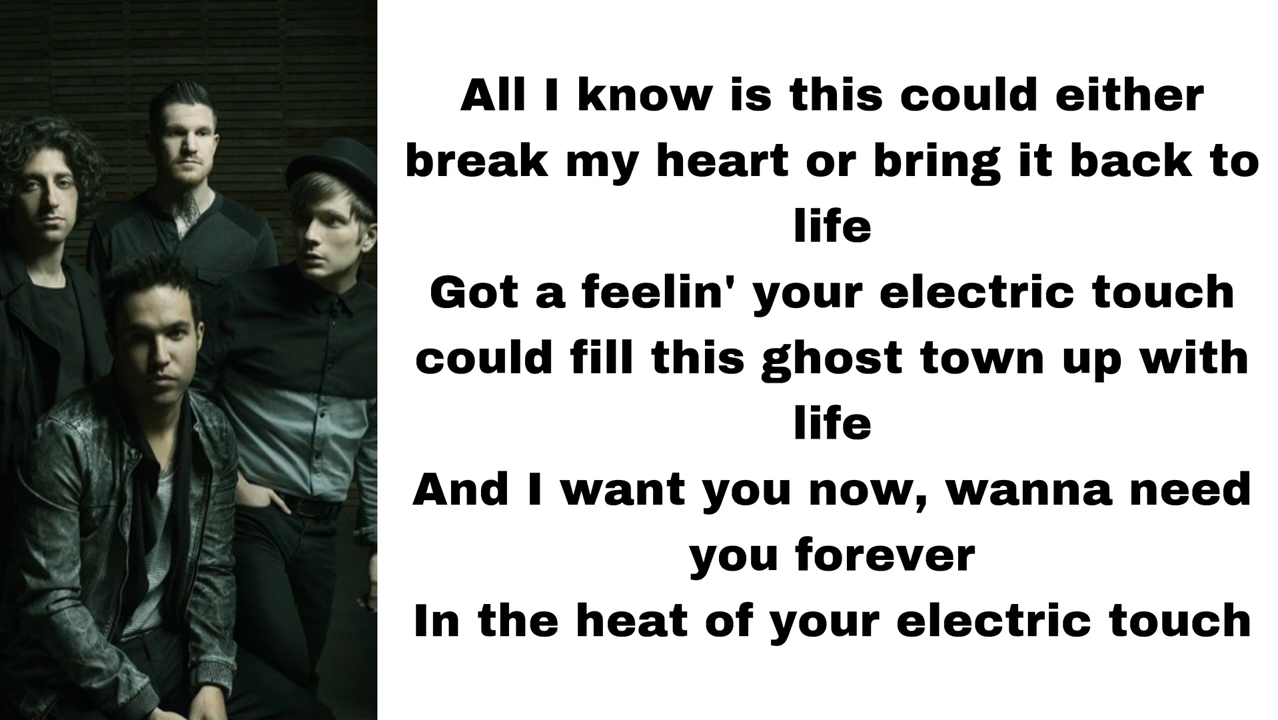 All I know is this could either
break my heart or bring it back to
life
Got a feelin' your electric touch
could fill this ghost town up with
life
And I want you now, wanna need
you forever
In the heat of your electric touch